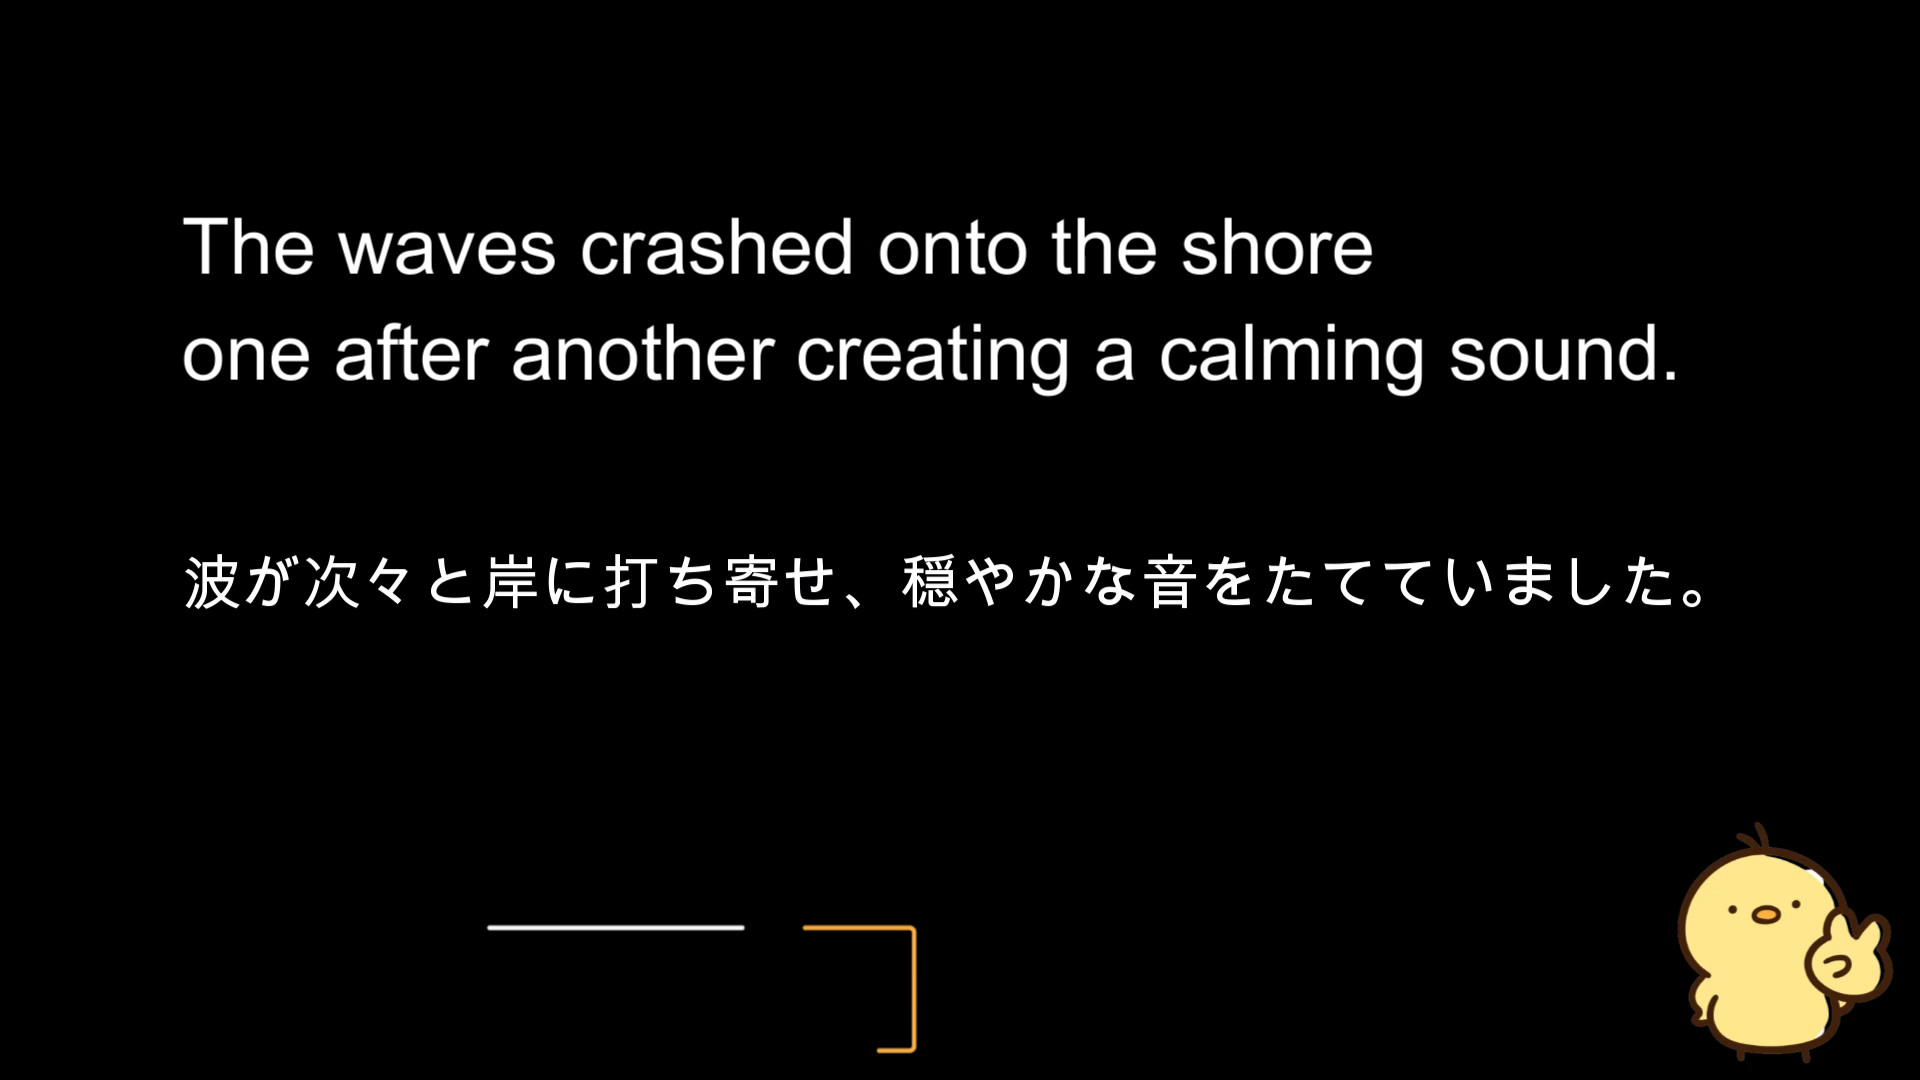 The waves crashed onto the shore
one after another creating a calming sound.
波が次々と岸に打ち寄せ、穏やかな音をたてていました。